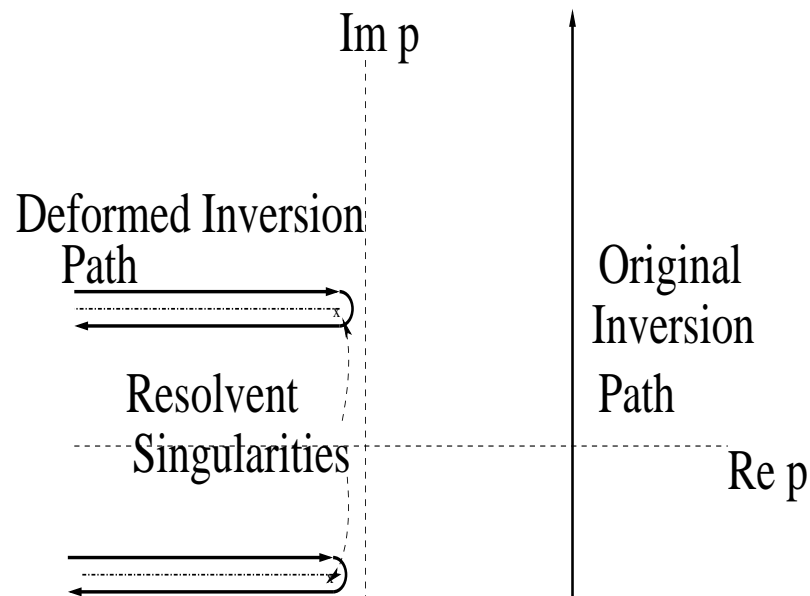 Im p
Deformed Inversion
Path
Original
Inversion
Path
Resolvent
Singularities
Re p
x
x